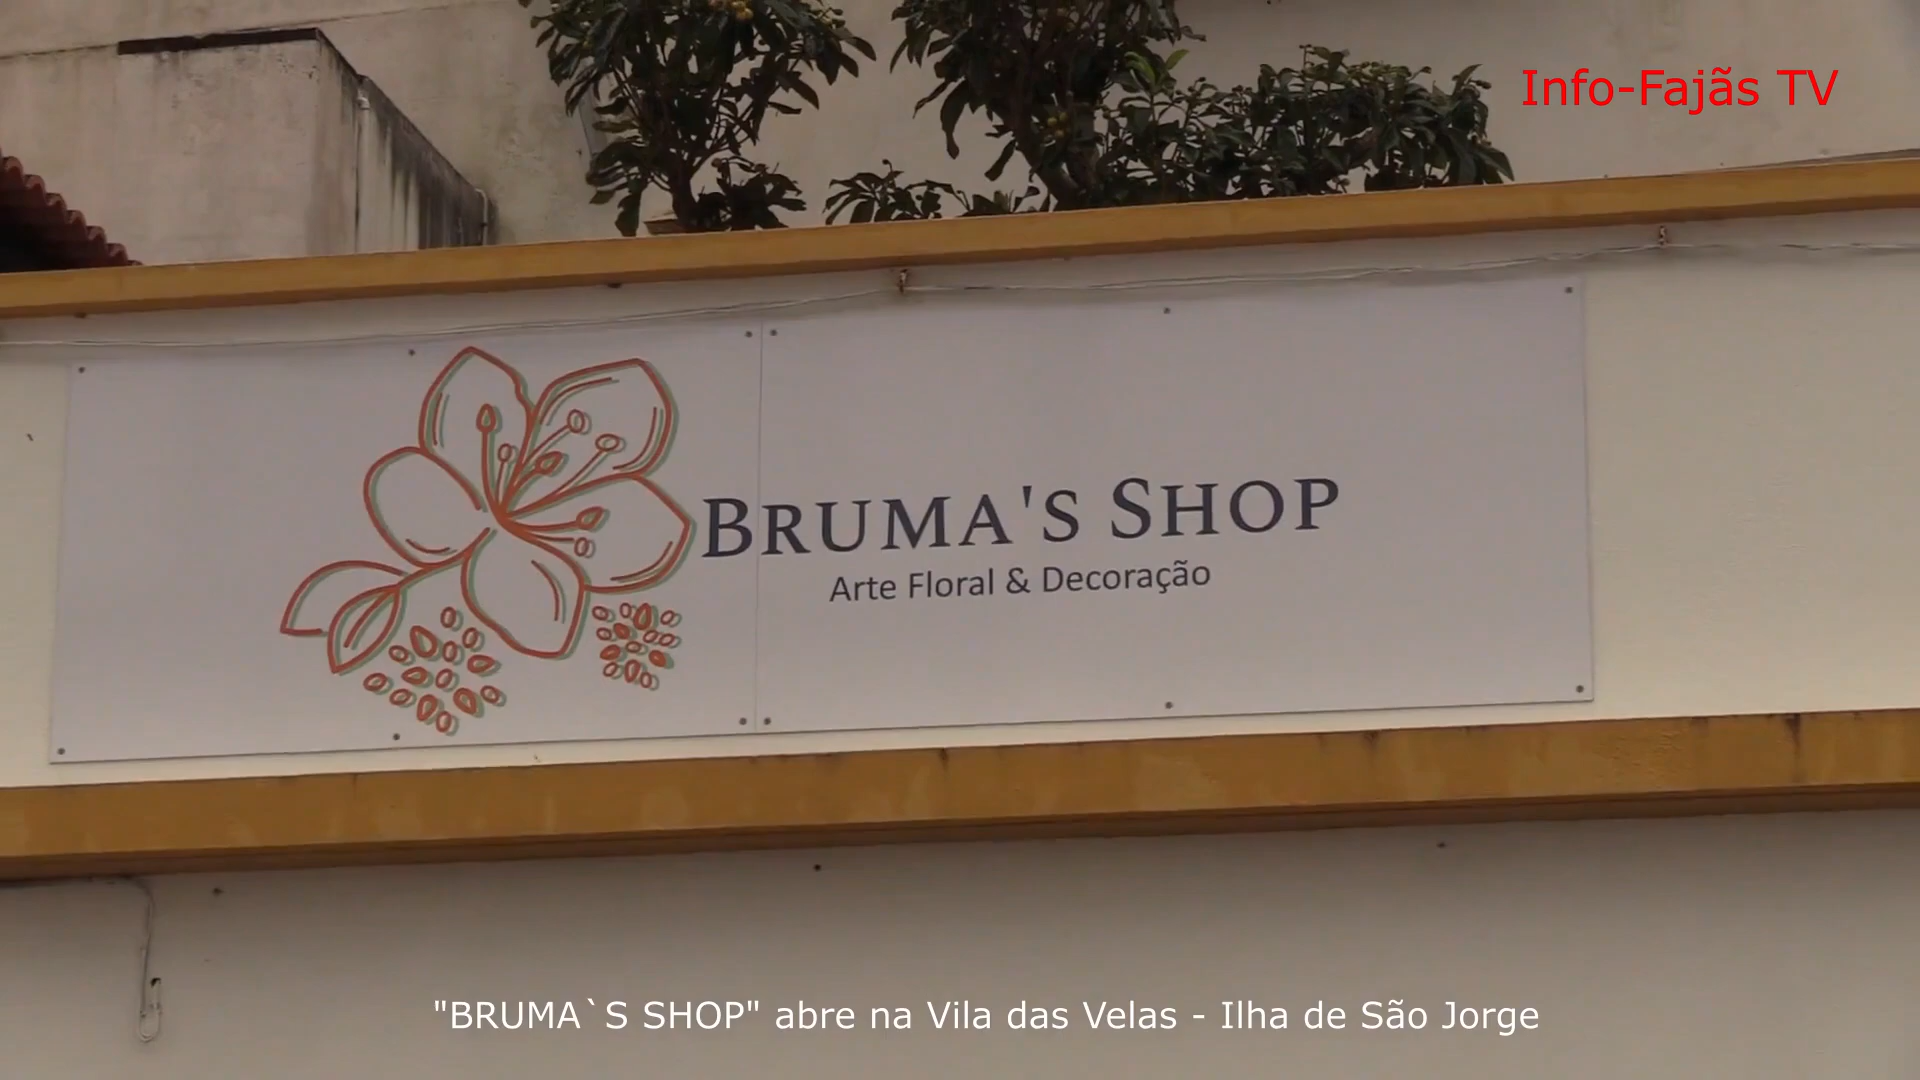 Info-Fajãs TV
BRUMA'S SHOP
Arte Floral & Decoração
"BRUMA`S SHOP" abre na Vila das Velas - Ilha de São Jorge